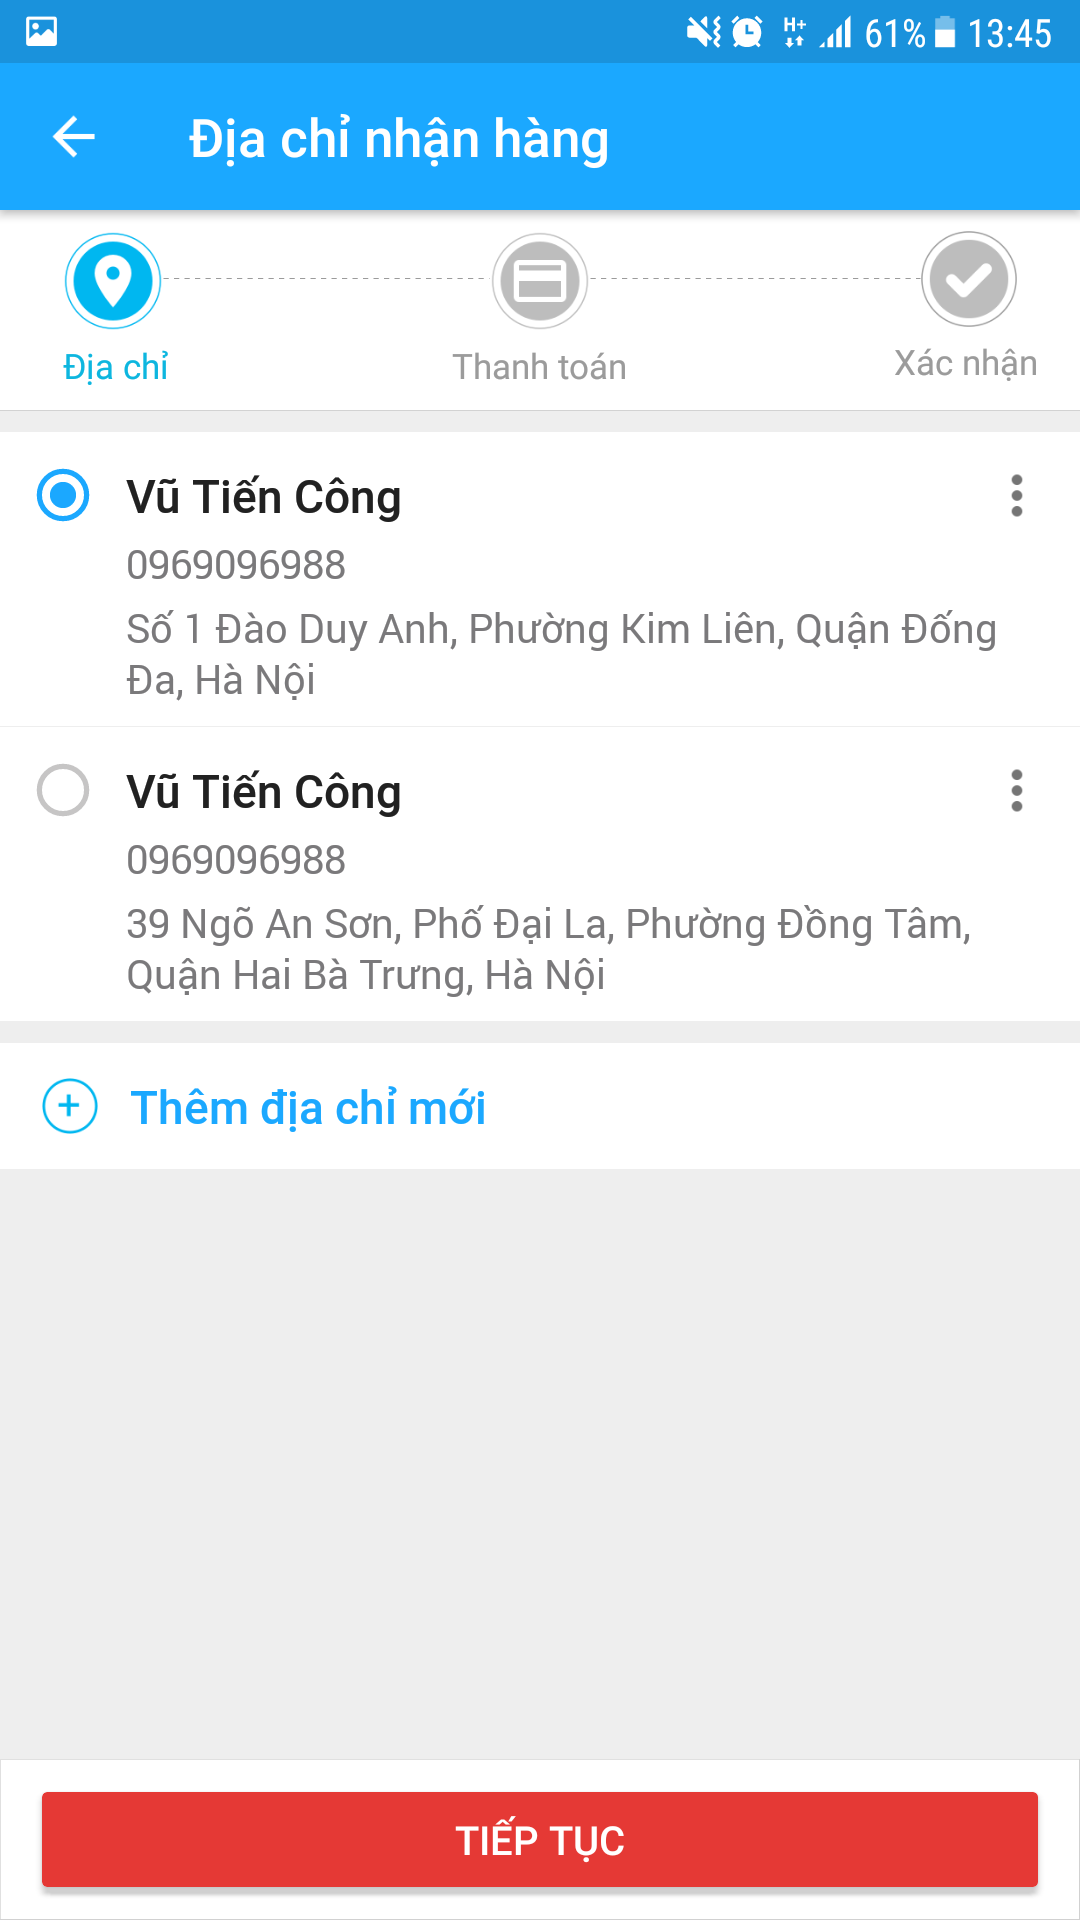 H+ 61% 13:45
Địa chỉ nhận hàng
Địa chỉ
Thanh toán
Xác nhận
Vũ Tiến Công
0969096988
Số 1 Đào Duy Anh, Phường Kim Liên, Quận Đống
Đa, Hà Nội
Vũ Tiến Công
0969096988
39 Ngõ An Sơn, Phố Đại La, Phường Đồng Tâm,
Quận Hai Bà Trưng, Hà Nội
Thêm địa chỉ mới
TIẾP TỤC